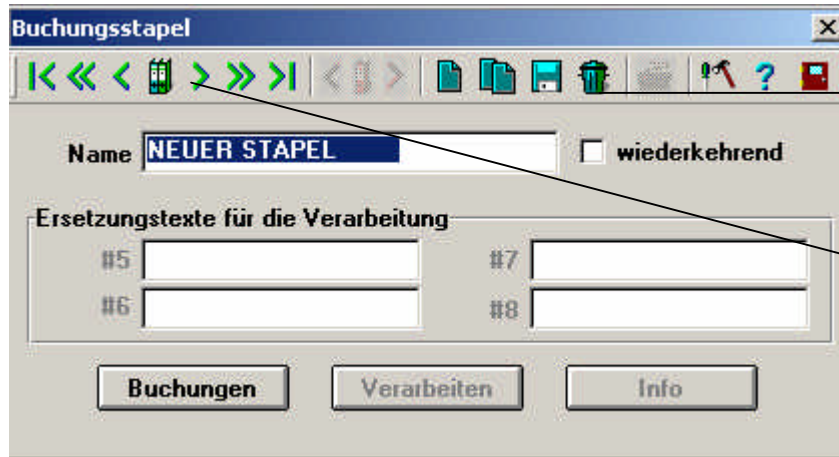 Buchungsstapel
Name NEUER STAPEL wiederkehrend
Ersetzungstexte für die Verarbeitung
#5 #7
#6 #8
Buchungen Verarbeiten Info